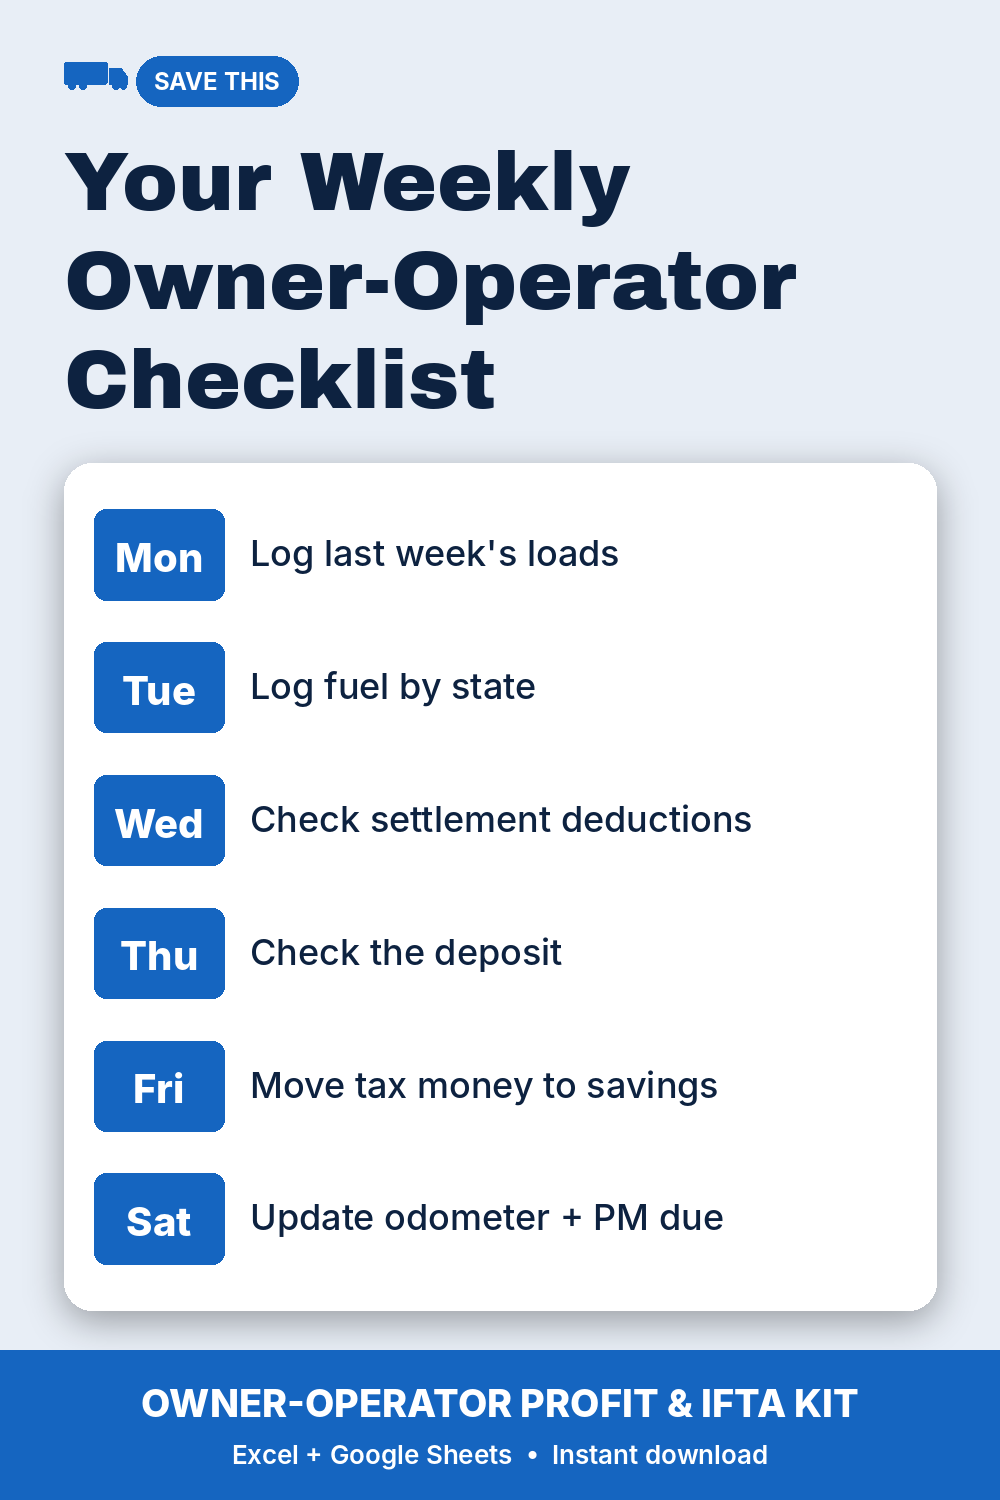 SAVE THIS
Your Weekly
Owner-Operator
Checklist
Mon Log last week's loads
Tue Log fuel by state
Wed Check settlement deductions
Thu Check the deposit
Fri Move tax money to savings
Sat Update odometer + PM due
OWNER-OPERATOR PROFIT & IFTA KIT
Excel + Google Sheets • Instant download